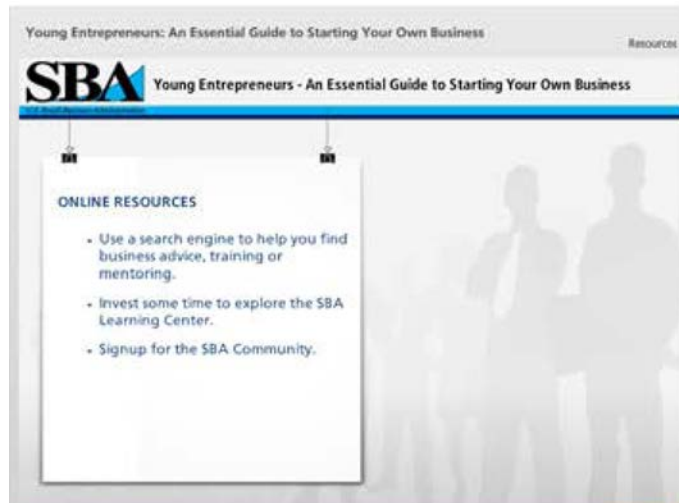 Young Entrepreneurs: An Essential Guide to Starting Your Own Business
Resources
SBA
Young Entrepreneurs - An Essential Guide to Starting Your Own Business
ONLINE RESOURCES
• Use a search engine to help you find
business advice, training or
mentoring.
• Invest some time to explore the SBA
Learning Center.
• Signup for the SBA Community.